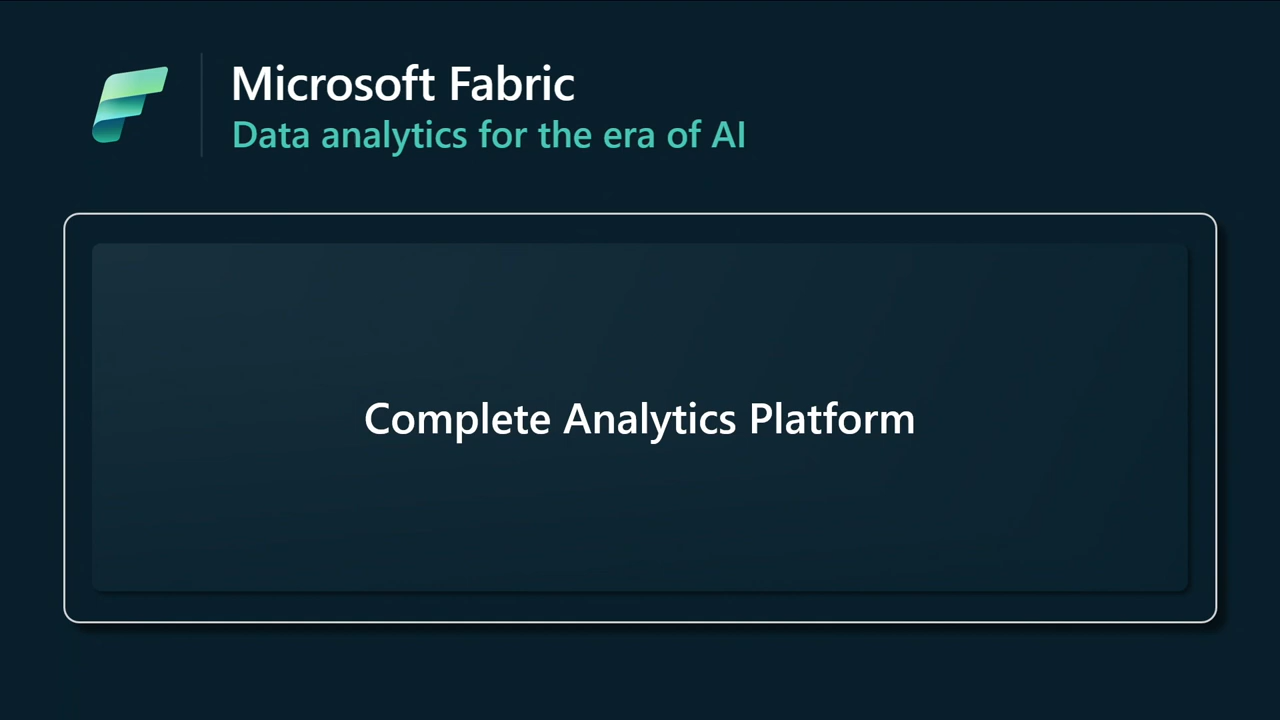 Microsoft Fabric
Data analytics for the era of AI
Complete Analytics Platform